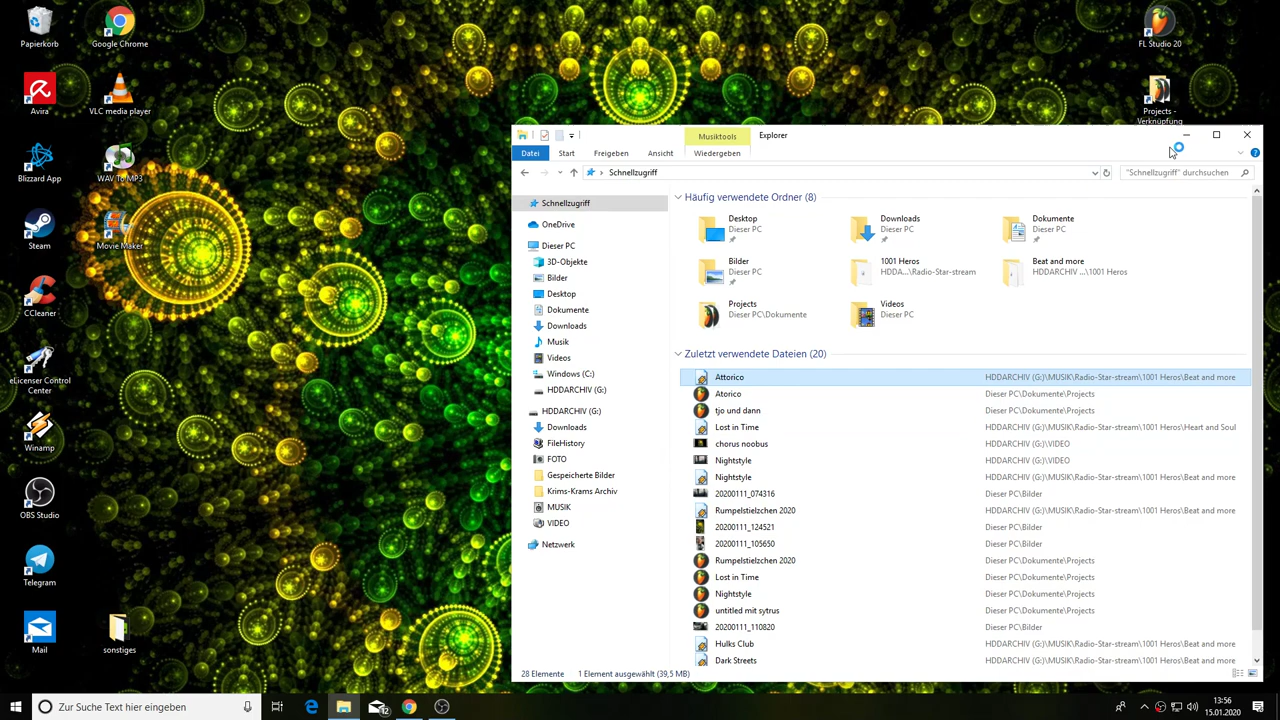 Papierkorb
Google Chrome
FL Studio 20
Avira
VLC media player
Projects -
Verknüpfung
Blizzard App
WAV To MP3
Steam
Movie Maker
CCleaner
eLicenser Control
Center
Winamp
OBS Studio
Telegram
Mail
sonstiges
Musiktools
Explorer
Datei
Start
Freigeben
Ansicht
Wiedergeben
Schnellzugriff
"Schnellzugriff" durchsuchen
Schnellzugriff
OneDrive
Dieser PC
3D-Objekte
Bilder
Desktop
Dokumente
Downloads
Musik
Videos
Windows (C:)
HDDARCHIV (G:)
HDDARCHIV (G:)
Downloads
FileHistory
FOTO
Gespeicherte Bilder
Krims-Krams Archiv
MUSIK
VIDEO
Netzwerk
Häufig verwendete Ordner (8)
Desktop
Dieser PC
Downloads
Dieser PC
Dokumente
Dieser PC
Bilder
Dieser PC
1001 Heros
HDDA...\Radio-Star-stream
Beat and more
HDDARCHIV ...\1001 Heros
Projects
Dieser PC\Dokumente
Videos
Dieser PC
Zuletzt verwendete Dateien (20)
Attorico HDDARCHIV (G:)\MUSIK\Radio-Star-stream\1001 Heros\Beat and more
Atorico Dieser PC\Dokumente\Projects
tjo und dann Dieser PC\Dokumente\Projects
Lost in Time HDDARCHIV (G:)\MUSIK\Radio-Star-stream\1001 Heros\Heart and Soul
chorus noobus HDDARCHIV (G:)\VIDEO
Nightstyle HDDARCHIV (G:)\VIDEO
Nightstyle HDDARCHIV (G:)\MUSIK\Radio-Star-stream\1001 Heros\Beat and more
20200111_074316 Dieser PC\Bilder
Rumpelstielzchen 2020 HDDARCHIV (G:)\MUSIK\Radio-Star-stream\1001 Heros\Beat and more
20200111_124521 Dieser PC\Bilder
20200111_105650 Dieser PC\Bilder
Rumpelstielzchen 2020 Dieser PC\Dokumente\Projects
Lost in Time Dieser PC\Dokumente\Projects
Nightstyle Dieser PC\Dokumente\Projects
untitled mit sytrus Dieser PC\Dokumente\Projects
20200111_110820 Dieser PC\Bilder
Hulks Club HDDARCHIV (G:)\MUSIK\Radio-Star-stream\1001 Heros\Beat and more
Dark Streets HDDARCHIV (G:)\MUSIK\Radio-Star-stream\1001 Heros\Beat and more
28 Elemente 1 Element ausgewählt (39,5 MB)
Zur Suche Text hier eingeben
12
13:56
15.01.2020